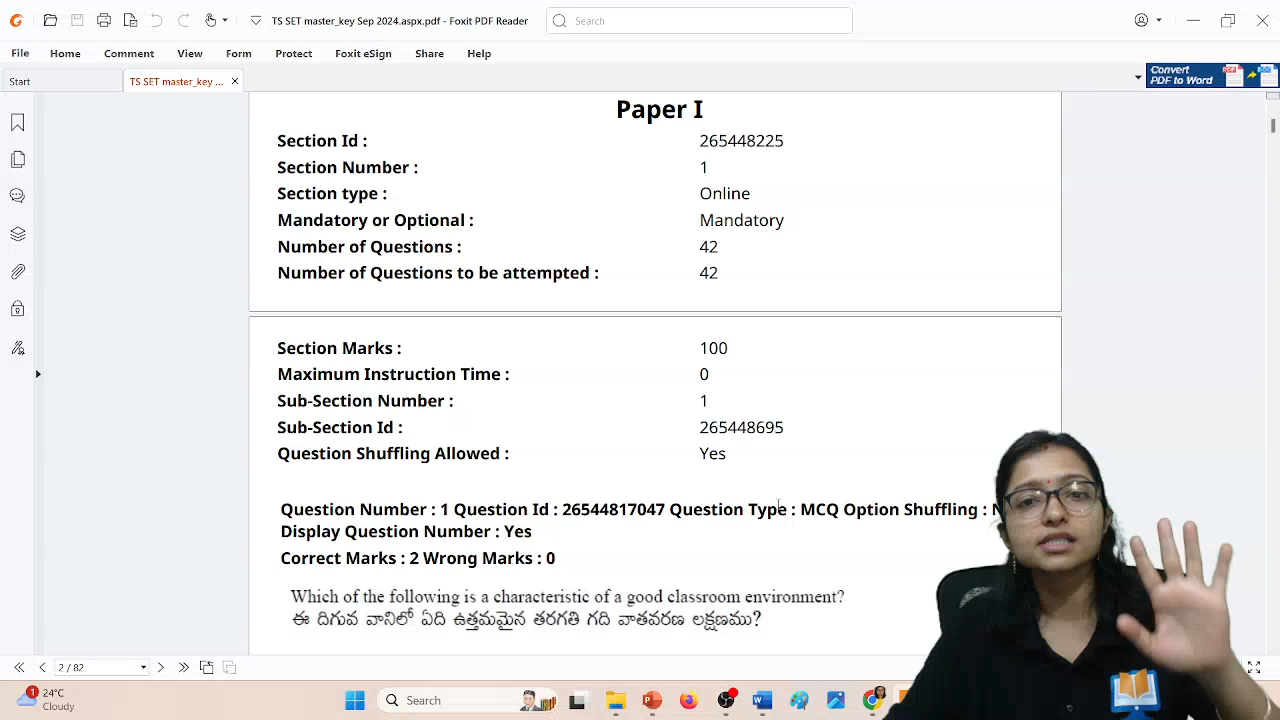 TS SET master_key Sep 2024.aspx.pdf - Foxit PDF Reader
Search
File Home Comment View Form Protect Foxit eSign Share Help
Start
TS SET master_key ...
Convert
PDF to Word
Paper I
Section Id : 265448225
Section Number : 1
Section type : Online
Mandatory or Optional : Mandatory
Number of Questions : 42
Number of Questions to be attempted : 42
Section Marks : 100
Maximum Instruction Time : 0
Sub-Section Number : 1
Sub-Section Id : 265448695
Question Shuffling Allowed : Yes
Question Number : 1 Question Id : 26544817047 Question Type : MCQ Option Shuffling :
Display Question Number : Yes
Correct Marks : 2 Wrong Marks : 0
Which of the following is a characteristic of a good classroom environment?
ఈ దిగువ వానిలో ఏది ఉత్తమమైన తరగతి గది వాతవరణ లక్షణము?
2 / 82
1
24°C
Cloudy
Search